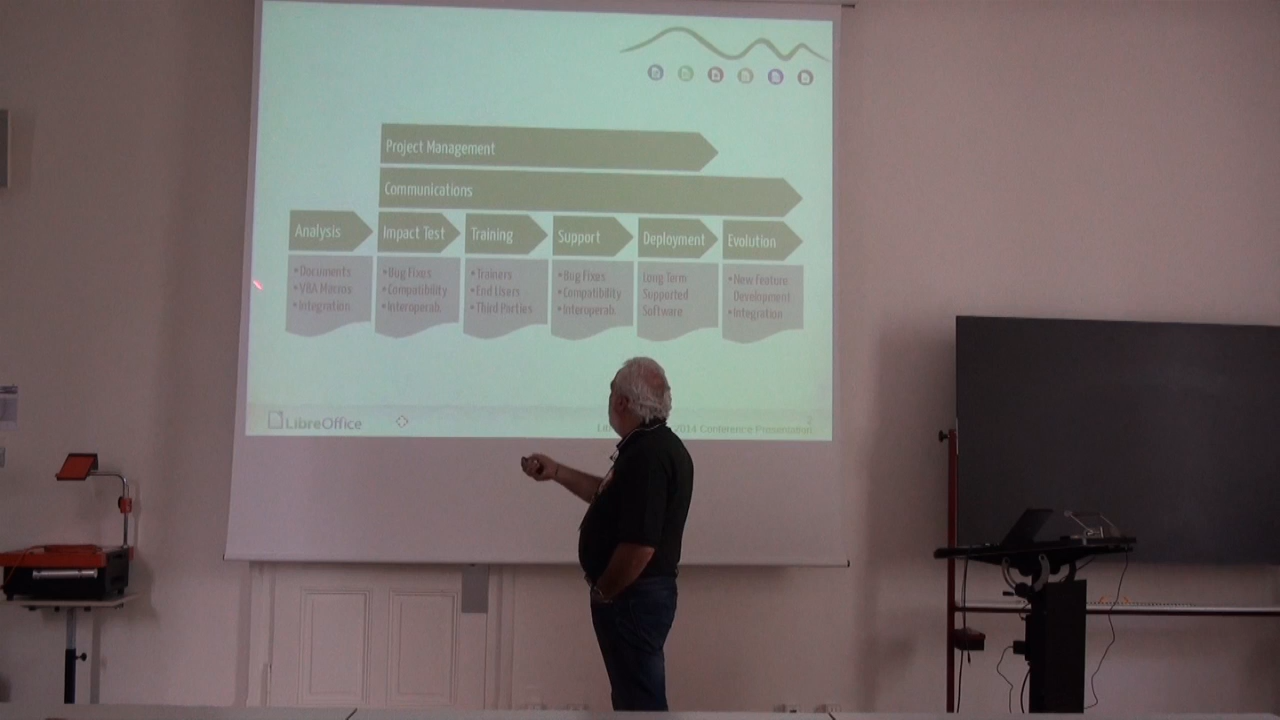 Project Management
Communications
Analysis
Impact Test
Training
Support
Deployment
Evolution
•Documents
•VBA Macros
•Integration
•Bug Fixes
•Compatibility
•Interoperab.
•Trainers
•End Users
•Third Parties
•Bug Fixes
•Compatibility
•Interoperab.
Long Term
Supported
Software
•New Feature
Development
•Integration
LibreOffice
2014 Conference Presentation